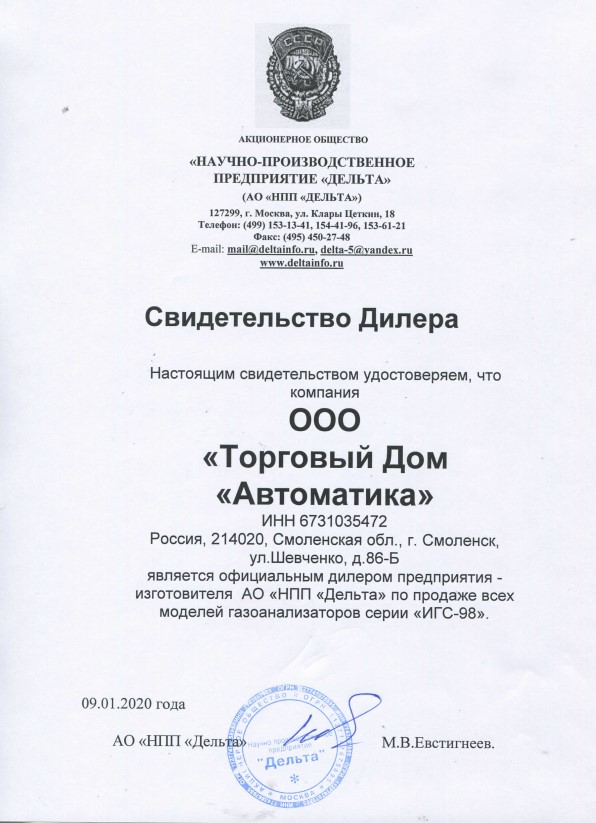 СССР
АКЦИОНЕРНОЕ ОБЩЕСТВО
«НАУЧНО-ПРОИЗВОДСТВЕННОЕ
ПРЕДПРИЯТИЕ «ДЕЛЬТА»
(АО «НПП «ДЕЛЬТА»)
127299, г. Москва, ул. Клары Цеткин, 18
Телефон: (499) 153-13-41, 154-41-96, 153-61-21
Факс: (495) 450-27-48
E-mail: mail@deltainfo.ru, delta-5@yandex.ru
www.deltainfo.ru
Свидетельство Дилера
Настоящим свидетельством удостоверяем, что
компания
ООО
«Торговый Дом
«Автоматика»
ИНН 6731035472
Россия, 214020, Смоленская обл., г. Смоленск,
ул.Шевченко, д.86-Б
является официальным дилером предприятия -
изготовителя АО «НПП «Дельта» по продаже всех
моделей газоанализаторов серии «ИГС-98».
09.01.2020 года
АО «НПП «Дельта»
М.В.Евстигнеев.
АКЦИОНЕРНОЕ ОБЩЕСТВО
ОГРН
Научно
предприятие
"Дельта"
* МОСКВА *